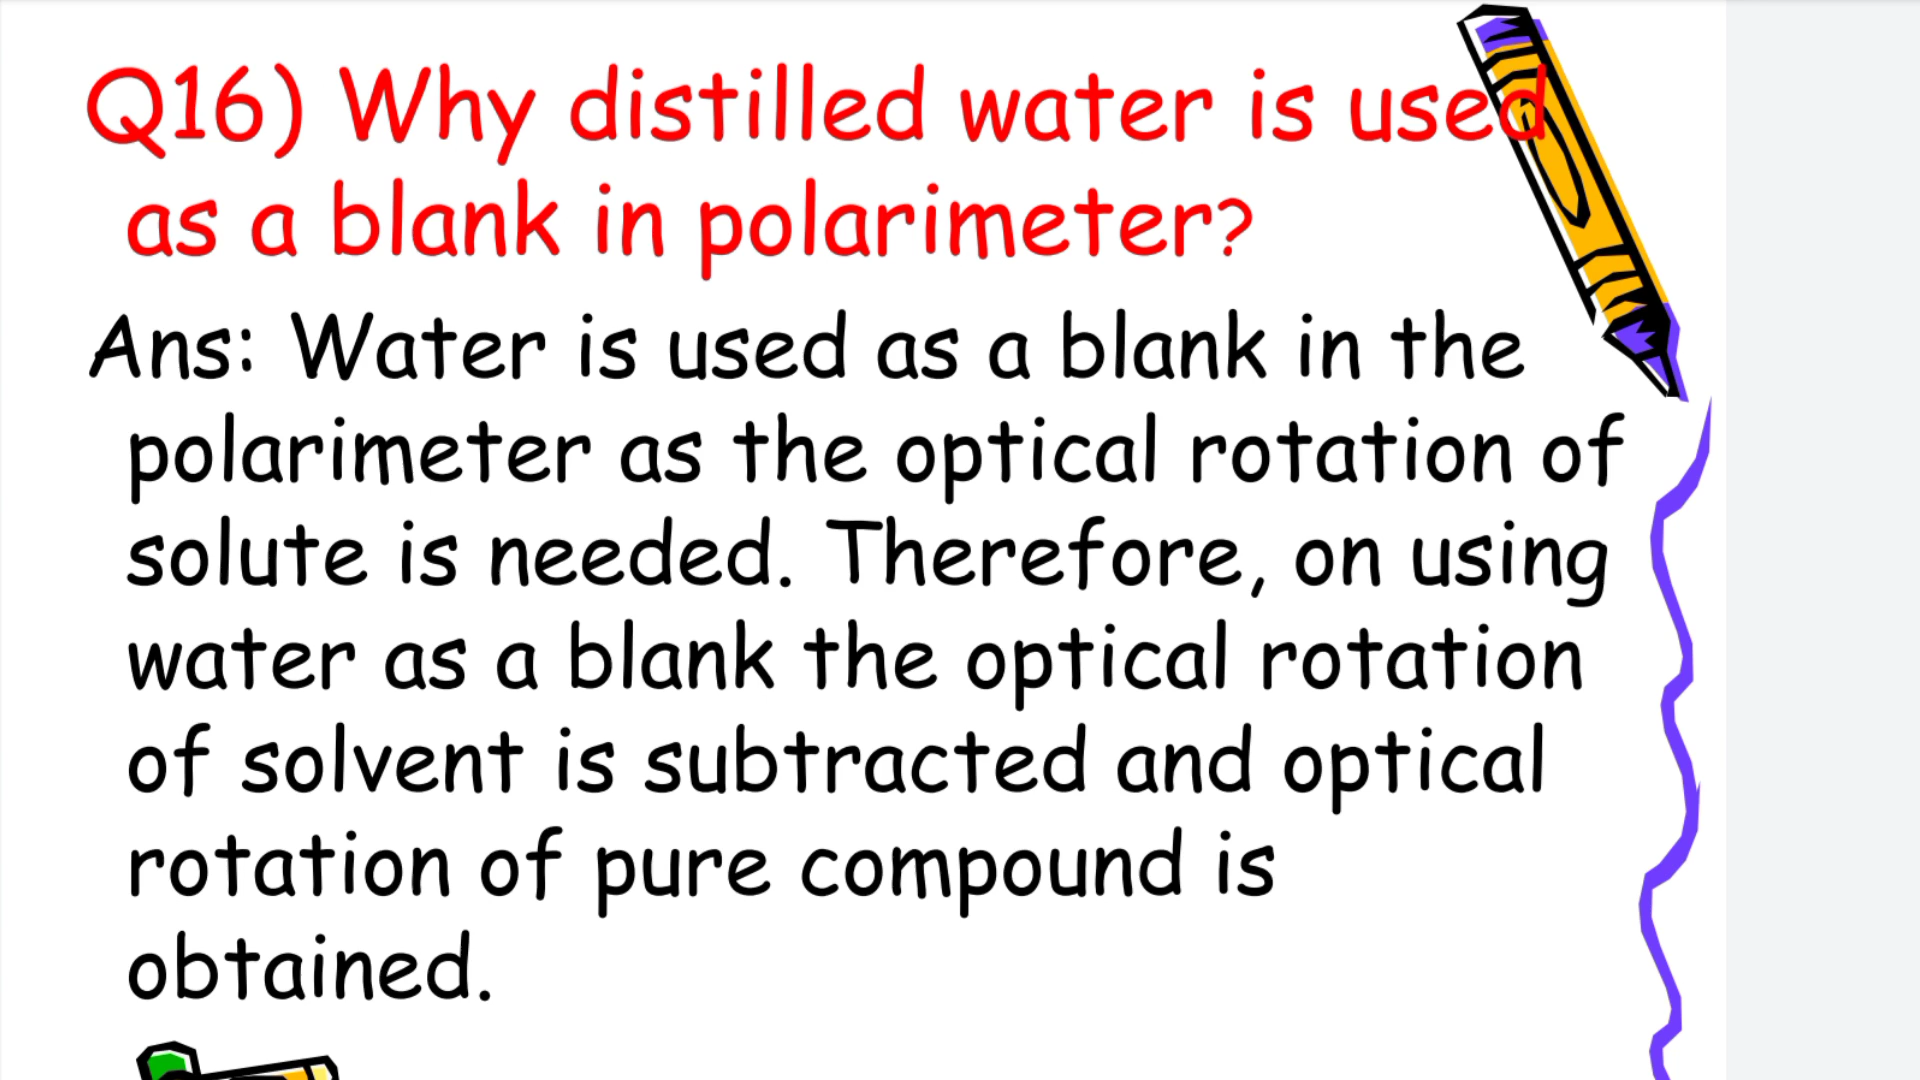 Q16) Why distilled water is used
as a blank in polarimeter?
Ans: Water is used as a blank in the
polarimeter as the optical rotation of
solute is needed. Therefore, on using
water as a blank the optical rotation
of solvent is subtracted and optical
rotation of pure compound is
obtained.